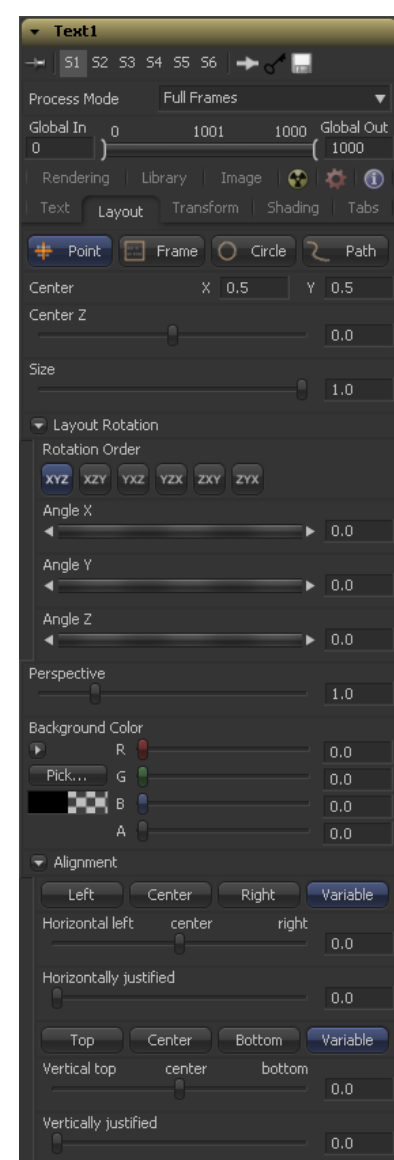 Text1
S1 S2 S3 S4 S5 S6
Process Mode Full Frames
Global In 0 1001 1000 Global Out
0 1000
Rendering Library Image
Text Layout Transform Shading Tabs
Point Frame Circle Path
Center X 0.5 Y 0.5
Center Z
0.0
Size
1.0
Layout Rotation
Rotation Order
XYZ XZY YXZ YZX ZXY ZYX
Angle X
0.0
Angle Y
0.0
Angle Z
0.0
Perspective
1.0
Background Color
R 0.0
Pick... G 0.0
B 0.0
A 0.0
Alignment
Left Center Right Variable
Horizontal left center right
0.0
Horizontally justified
0.0
Top Center Bottom Variable
Vertical top center bottom
0.0
Vertically justified
0.0